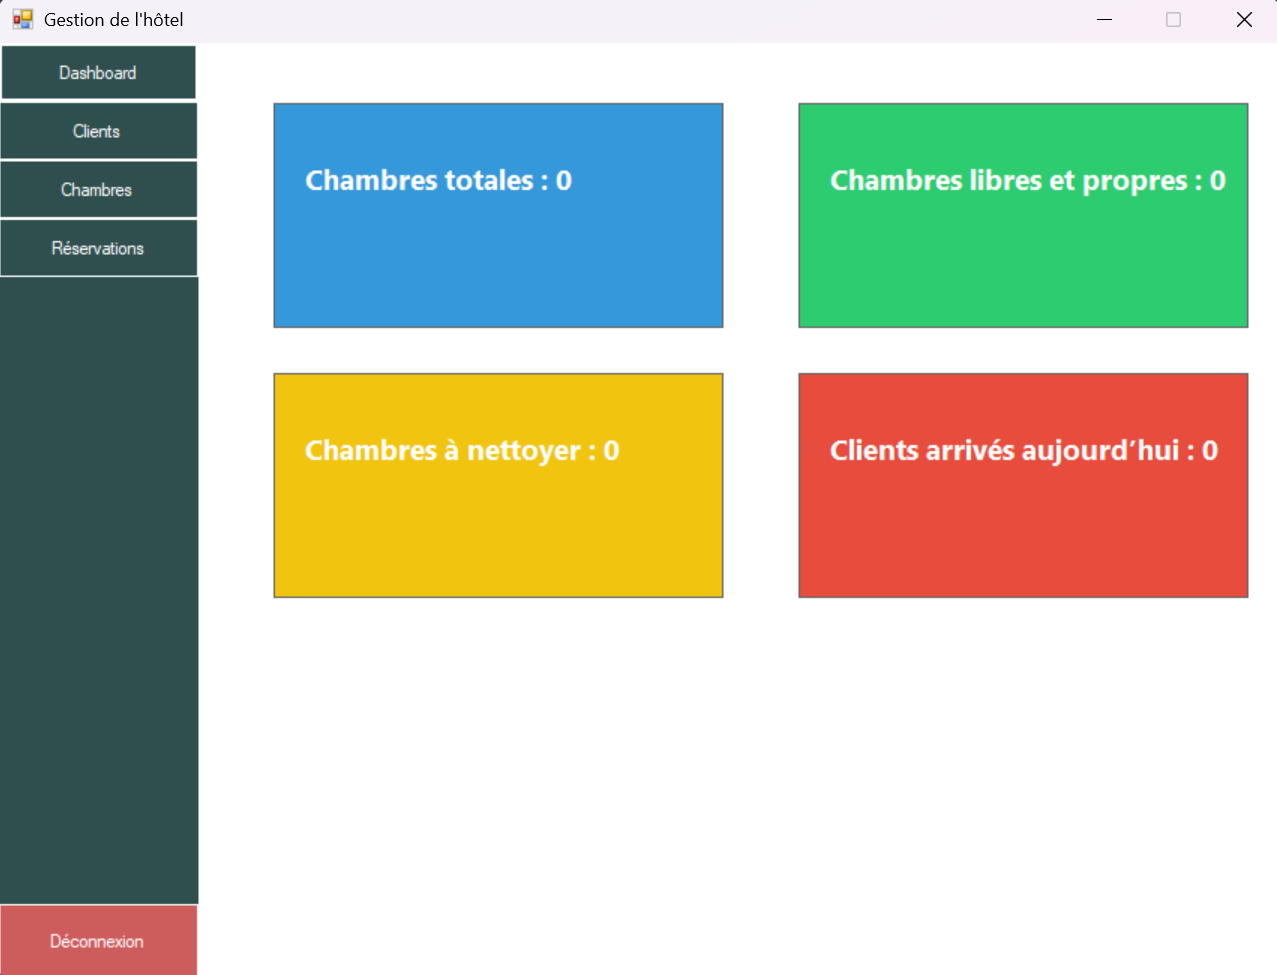 Gestion de l'hôtel
Dashboard
Clients
Chambres
Réservations
Déconnexion
Chambres totales : 0
Chambres libres et propres : 0
Chambres à nettoyer : 0
Clients arrivés aujourd’hui : 0